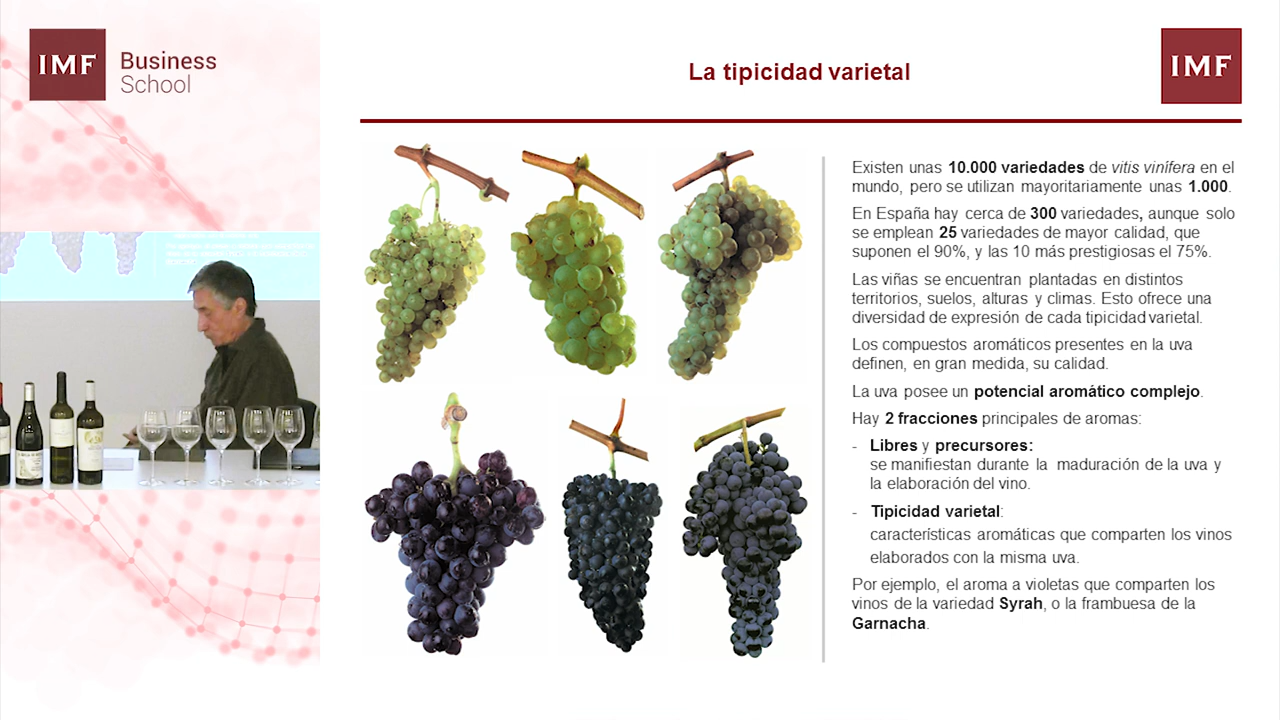 IMF Business
School
La tipicidad varietal
IMF
Existen unas 10.000 variedades de vitis vinífera en el
mundo, pero se utilizan mayoritariamente unas 1.000.
En España hay cerca de 300 variedades, aunque solo
se emplean 25 variedades de mayor calidad, que
suponen el 90%, y las 10 más prestigiosas el 75%.
Las viñas se encuentran plantadas en distintos
territorios, suelos, alturas y climas. Esto ofrece una
diversidad de expresión de cada tipicidad varietal.
Los compuestos aromáticos presentes en la uva
definen, en gran medida, su calidad.
La uva posee un potencial aromático complejo.
Hay 2 fracciones principales de aromas:
- Libres y precursores:
se manifiestan durante la maduración de la uva y
la elaboración del vino.
- Tipicidad varietal:
características aromáticas que comparten los vinos
elaborados con la misma uva.
Por ejemplo, el aroma a violetas que comparten los
vinos de la variedad Syrah, o la frambuesa de la
Garnacha.